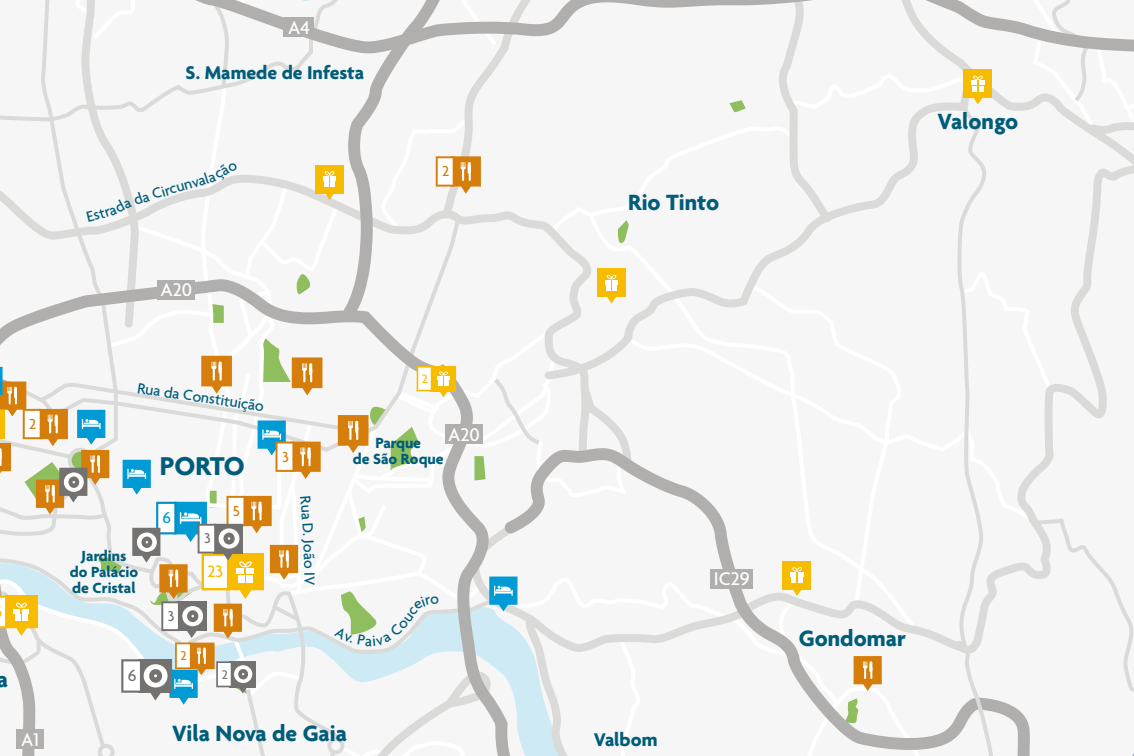 A4
S. Mamede de Infesta
Valongo
Estrada da Circunvalação
2
Rio Tinto
A20
2
Rua da Constituição
2
A20
Parque
de São Roque
3
PORTO
6
5
Rua D. João IV
3
Jardins
do Palácio
de Cristal
23
IC29
3
Av. Paiva Couceiro
Gondomar
2
6
2
a
Vila Nova de Gaia
A1
Valbom